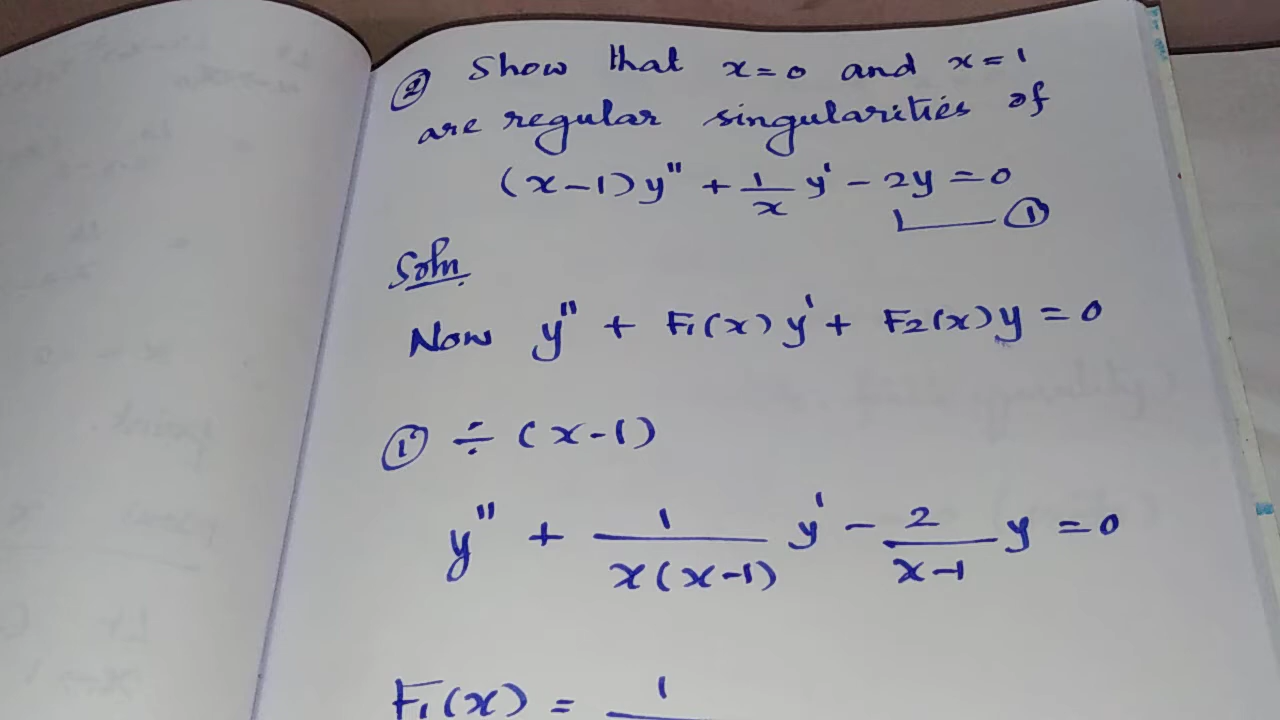 ② Show that x=0 and x=1
are regular singularities of
(x-1)y" + 1/x y' - 2y = 0
①
Soln
Now y" + F1(x)y' + F2(x)y = 0
① ÷ (x-1)
y" + 1/x(x-1) y' - 2/x-1 y = 0
F1(x) = 1